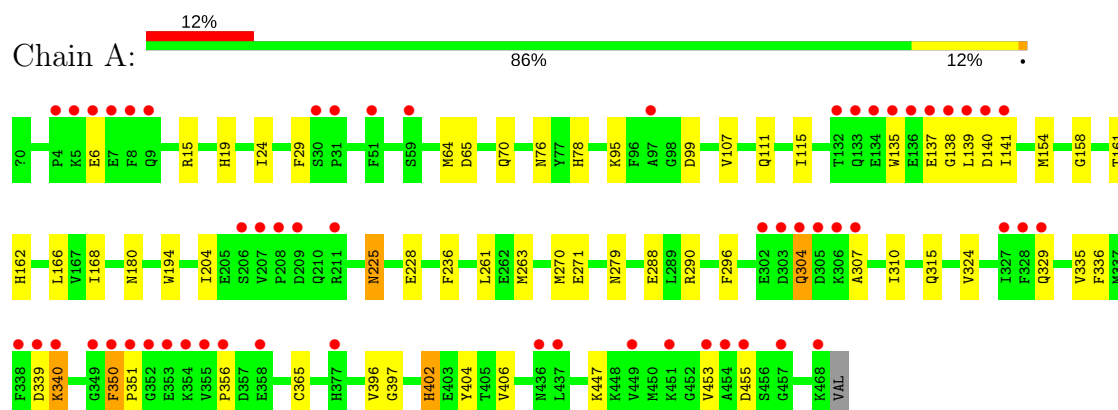 12%
Chain A:
86% 12% •
?0 P4 K5 E6 E7 F8 Q9 R15 H19 I24 F29 S30 P31 F51 S59 M64 D65 Q70 N76 Y77 H78 K95 F96 A97 G98 D99 V107 Q111 I115 T132 Q133 E134 W135 E136 E137 G138 L139 D140 I141 M154 G158 T161
H162 L166 V167 I168 N180 W194 I204 E205 S206 V207 P208 D209 Q210 R211 N225 E228 F236 L261 E262 M263 M270 E271 N279 E288 L289 R290 F296 E302 D303 Q304 D305 K306 A307 I310 Q315 V324 I327 F328 Q329 V335 F336 M337
F338 D339 K340 G349 F350 P351 G352 E353 K354 V355 P356 D357 E358 C365 H377 V396 G397 H402 E403 Y404 T405 V406 N436 L437 K447 K448 V449 M450 K451 G452 V453 A454 D455 S456 G457 K468 VAL